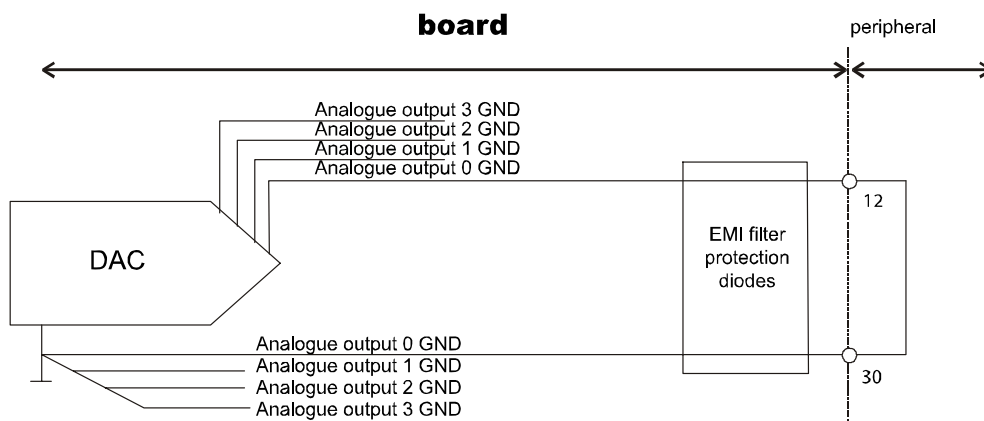 board
peripheral
Analogue output 3 GND
Analogue output 2 GND
Analogue output 1 GND
Analogue output 0 GND
12
DAC
EMI filter
protection
diodes
Analogue output 0 GND
Analogue output 1 GND
Analogue output 2 GND
Analogue output 3 GND
30